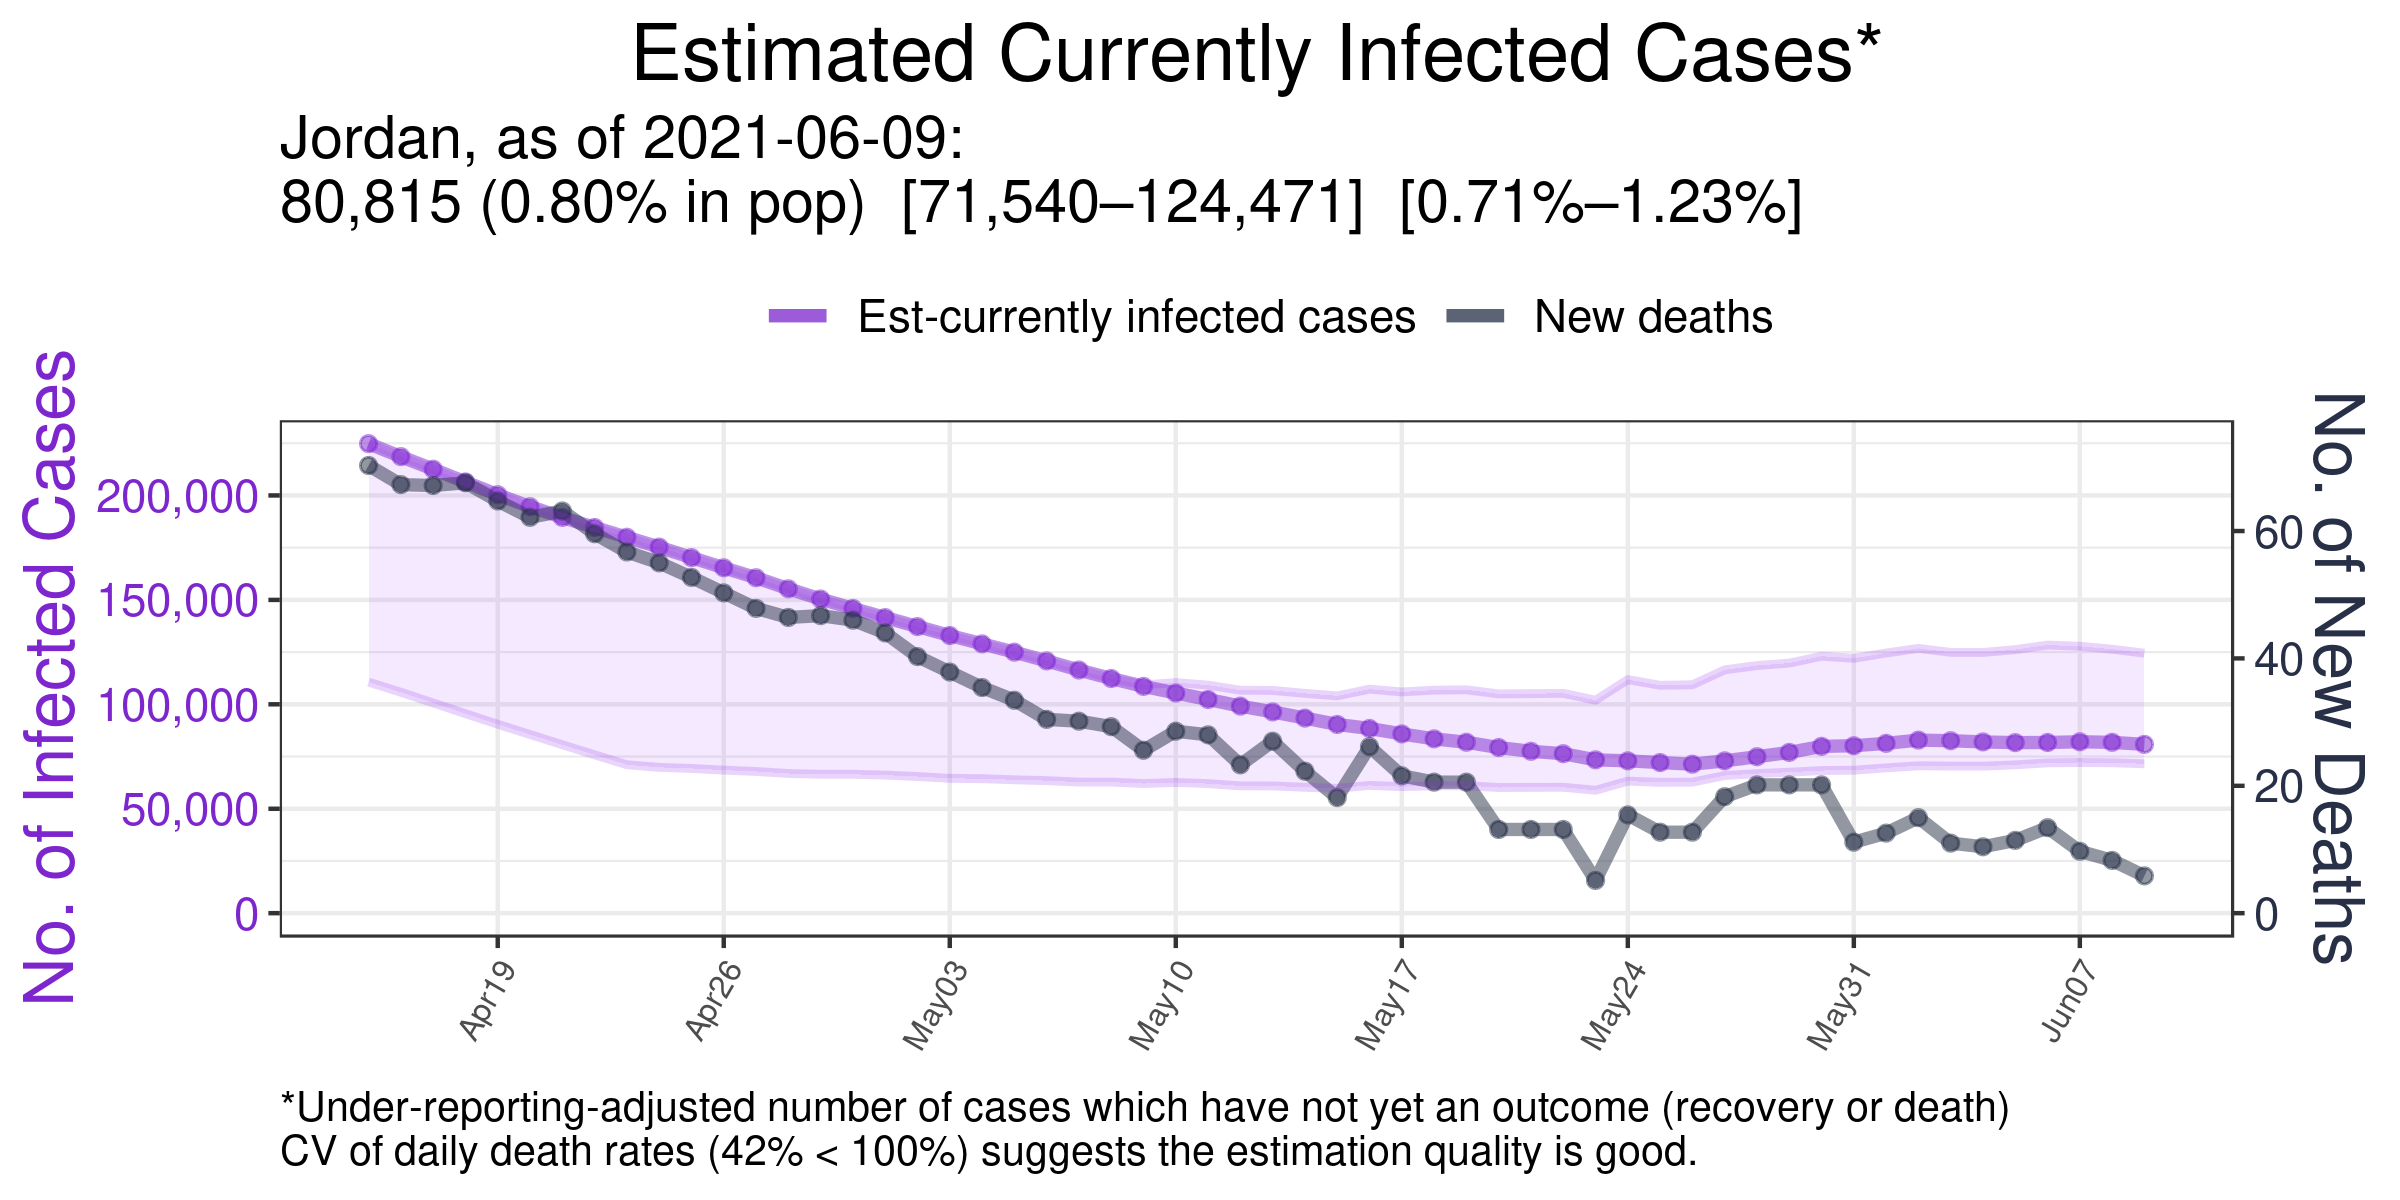 Estimated Currently Infected Cases*
Jordan, as of 2021-06-09:
80,815 (0.80% in pop)  [71,540–124,471]  [0.71%–1.23%]
Est-currently infected cases
New deaths
No. of Infected Cases
200,000
150,000
100,000
50,000
0
No. of New Deaths
60
40
20
0
Apr19
Apr26
May03
May10
May17
May24
May31
Jun07
*Under-reporting-adjusted number of cases which have not yet an outcome (recovery or death)
CV of daily death rates (42% < 100%) suggests the estimation quality is good.